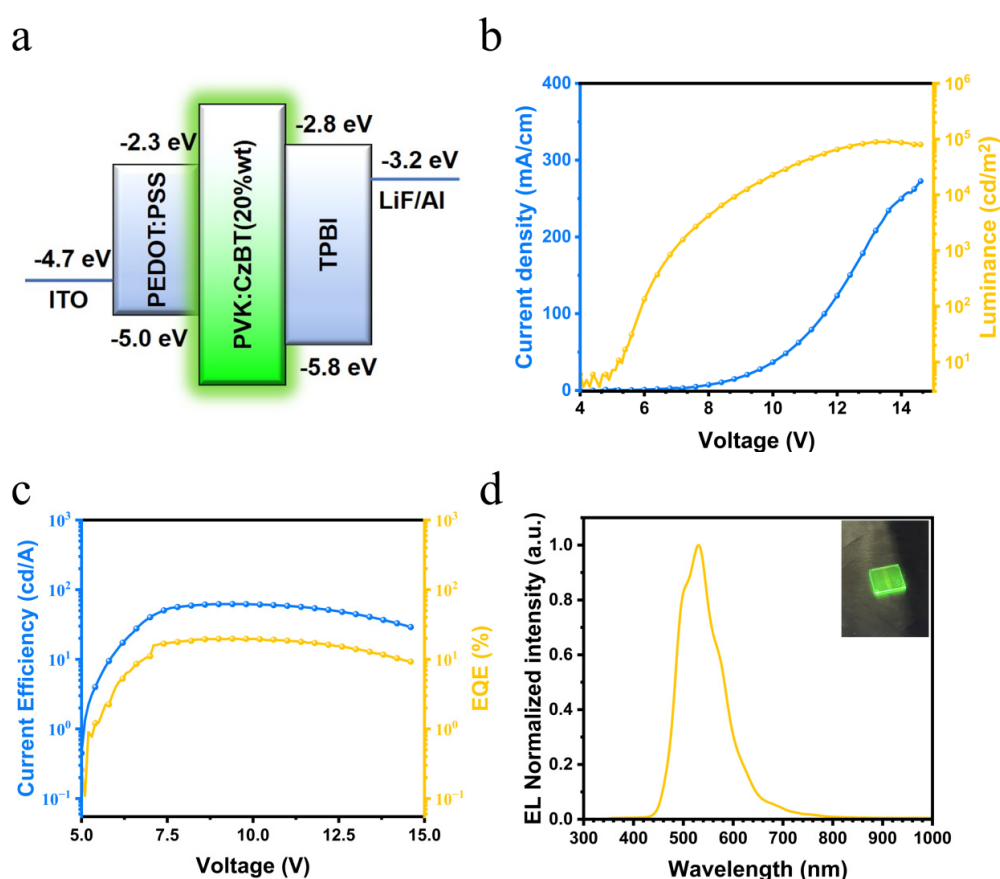 a
-2.3 eV
-2.8 eV
-3.2 eV
LiF/Al
-4.7 eV
ITO
PEDOT:PSS
PVK:CzBT(20%wt)
TPBI
-5.0 eV
-5.8 eV
b
Current density (mA/cm)
400
300
200
100
0
4 6 8 10 12 14
Voltage (V)
10⁶
10⁵
10⁴
10³
10²
10¹
Luminance (cd/m²)
c
Current Efficiency (cd/A)
10³
10²
10¹
10⁰
10⁻¹
5.0 7.5 10.0 12.5 15.0
Voltage (V)
10³
10²
10¹
10⁰
10⁻¹
EQE (%)
d
EL Normalized intensity (a.u.)
1.0
0.8
0.6
0.4
0.2
0.0
300 400 500 600 700 800 900 1000
Wavelength (nm)